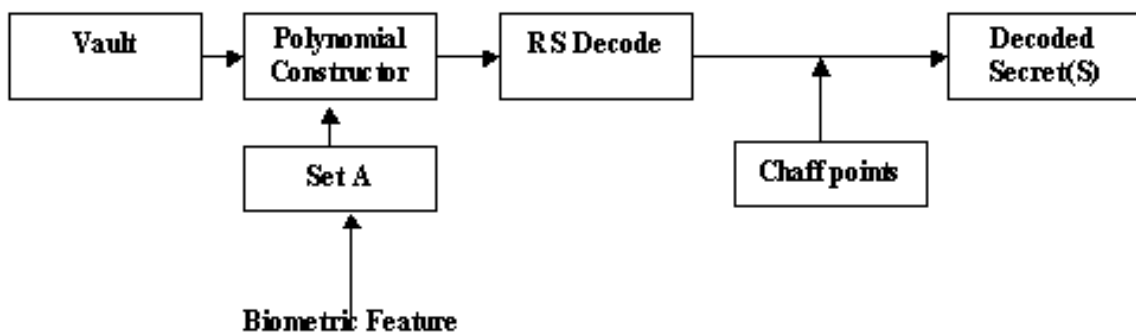 Vault
Polynomial
Constructor
RS Decode
Decoded
Secret(S)
Set A
Chaff points
Biometric Feature